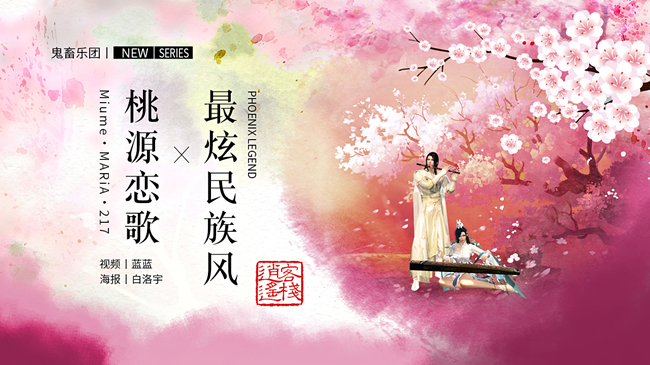 鬼畜乐团 | NEW | SERIES
桃源恋歌
Miume·MARiA·217
×
最炫民族风
PHOENIX LEGEND
视频 | 蓝蓝
海报 | 白洛宇
逍遥客栈